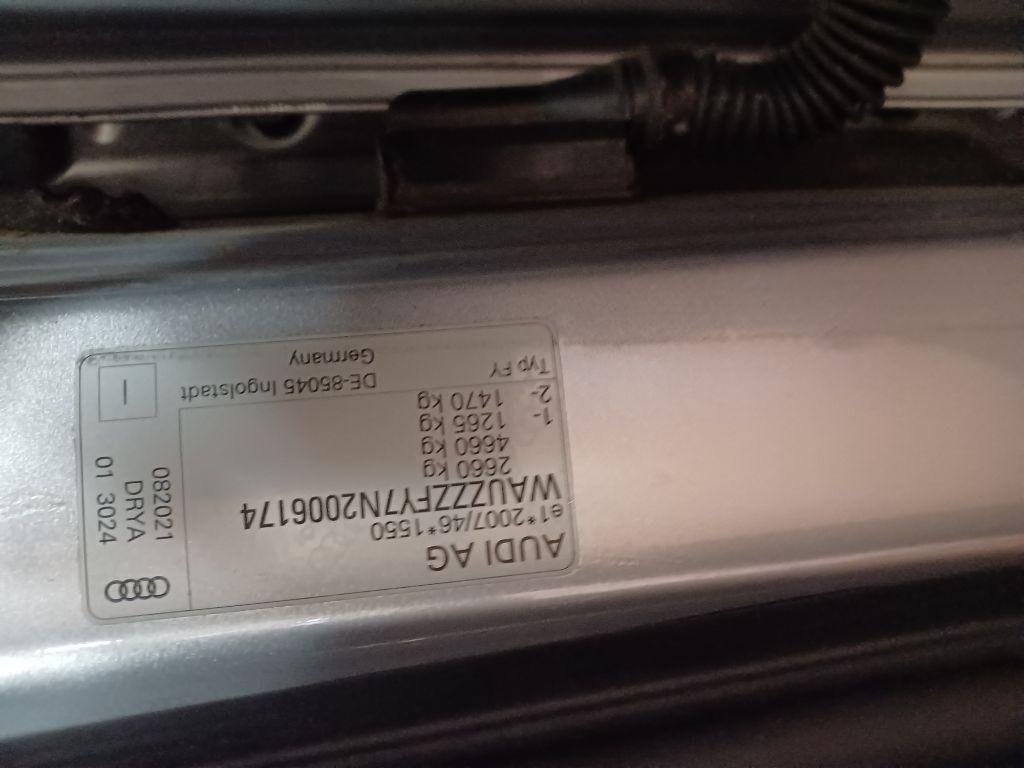 AUDI AG
e1*2007/46*1550
WAUZZZFY7N2006174
2660 kg
4660 kg
1- 1265 kg
2- 1470 kg
Typ FY
DE-85045 Ingolstadt
Germany
082021
DRYA
01 3024
I